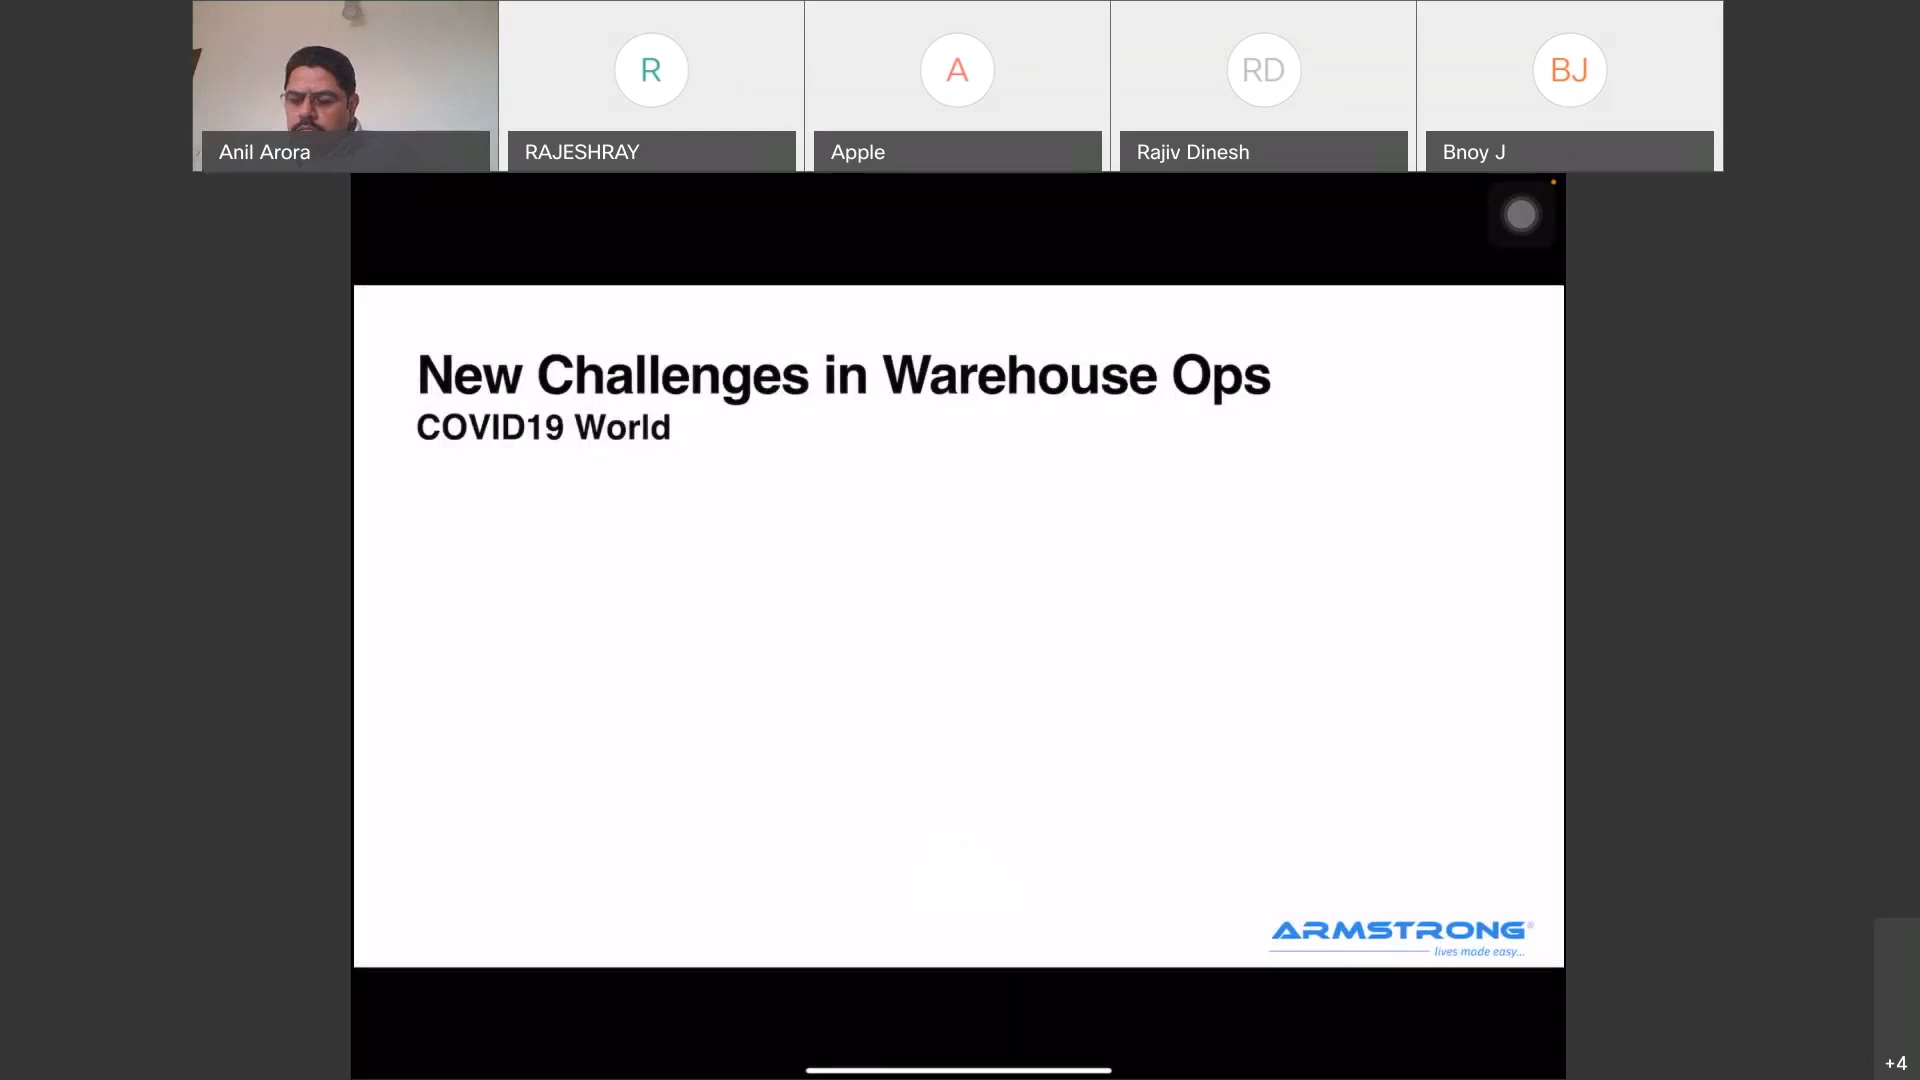 R
A
RD
BJ
Anil Arora
RAJESHRAY
Apple
Rajiv Dinesh
Bnoy J
New Challenges in Warehouse Ops
COVID19 World
ARMSTRONG®
lives made easy...
+4